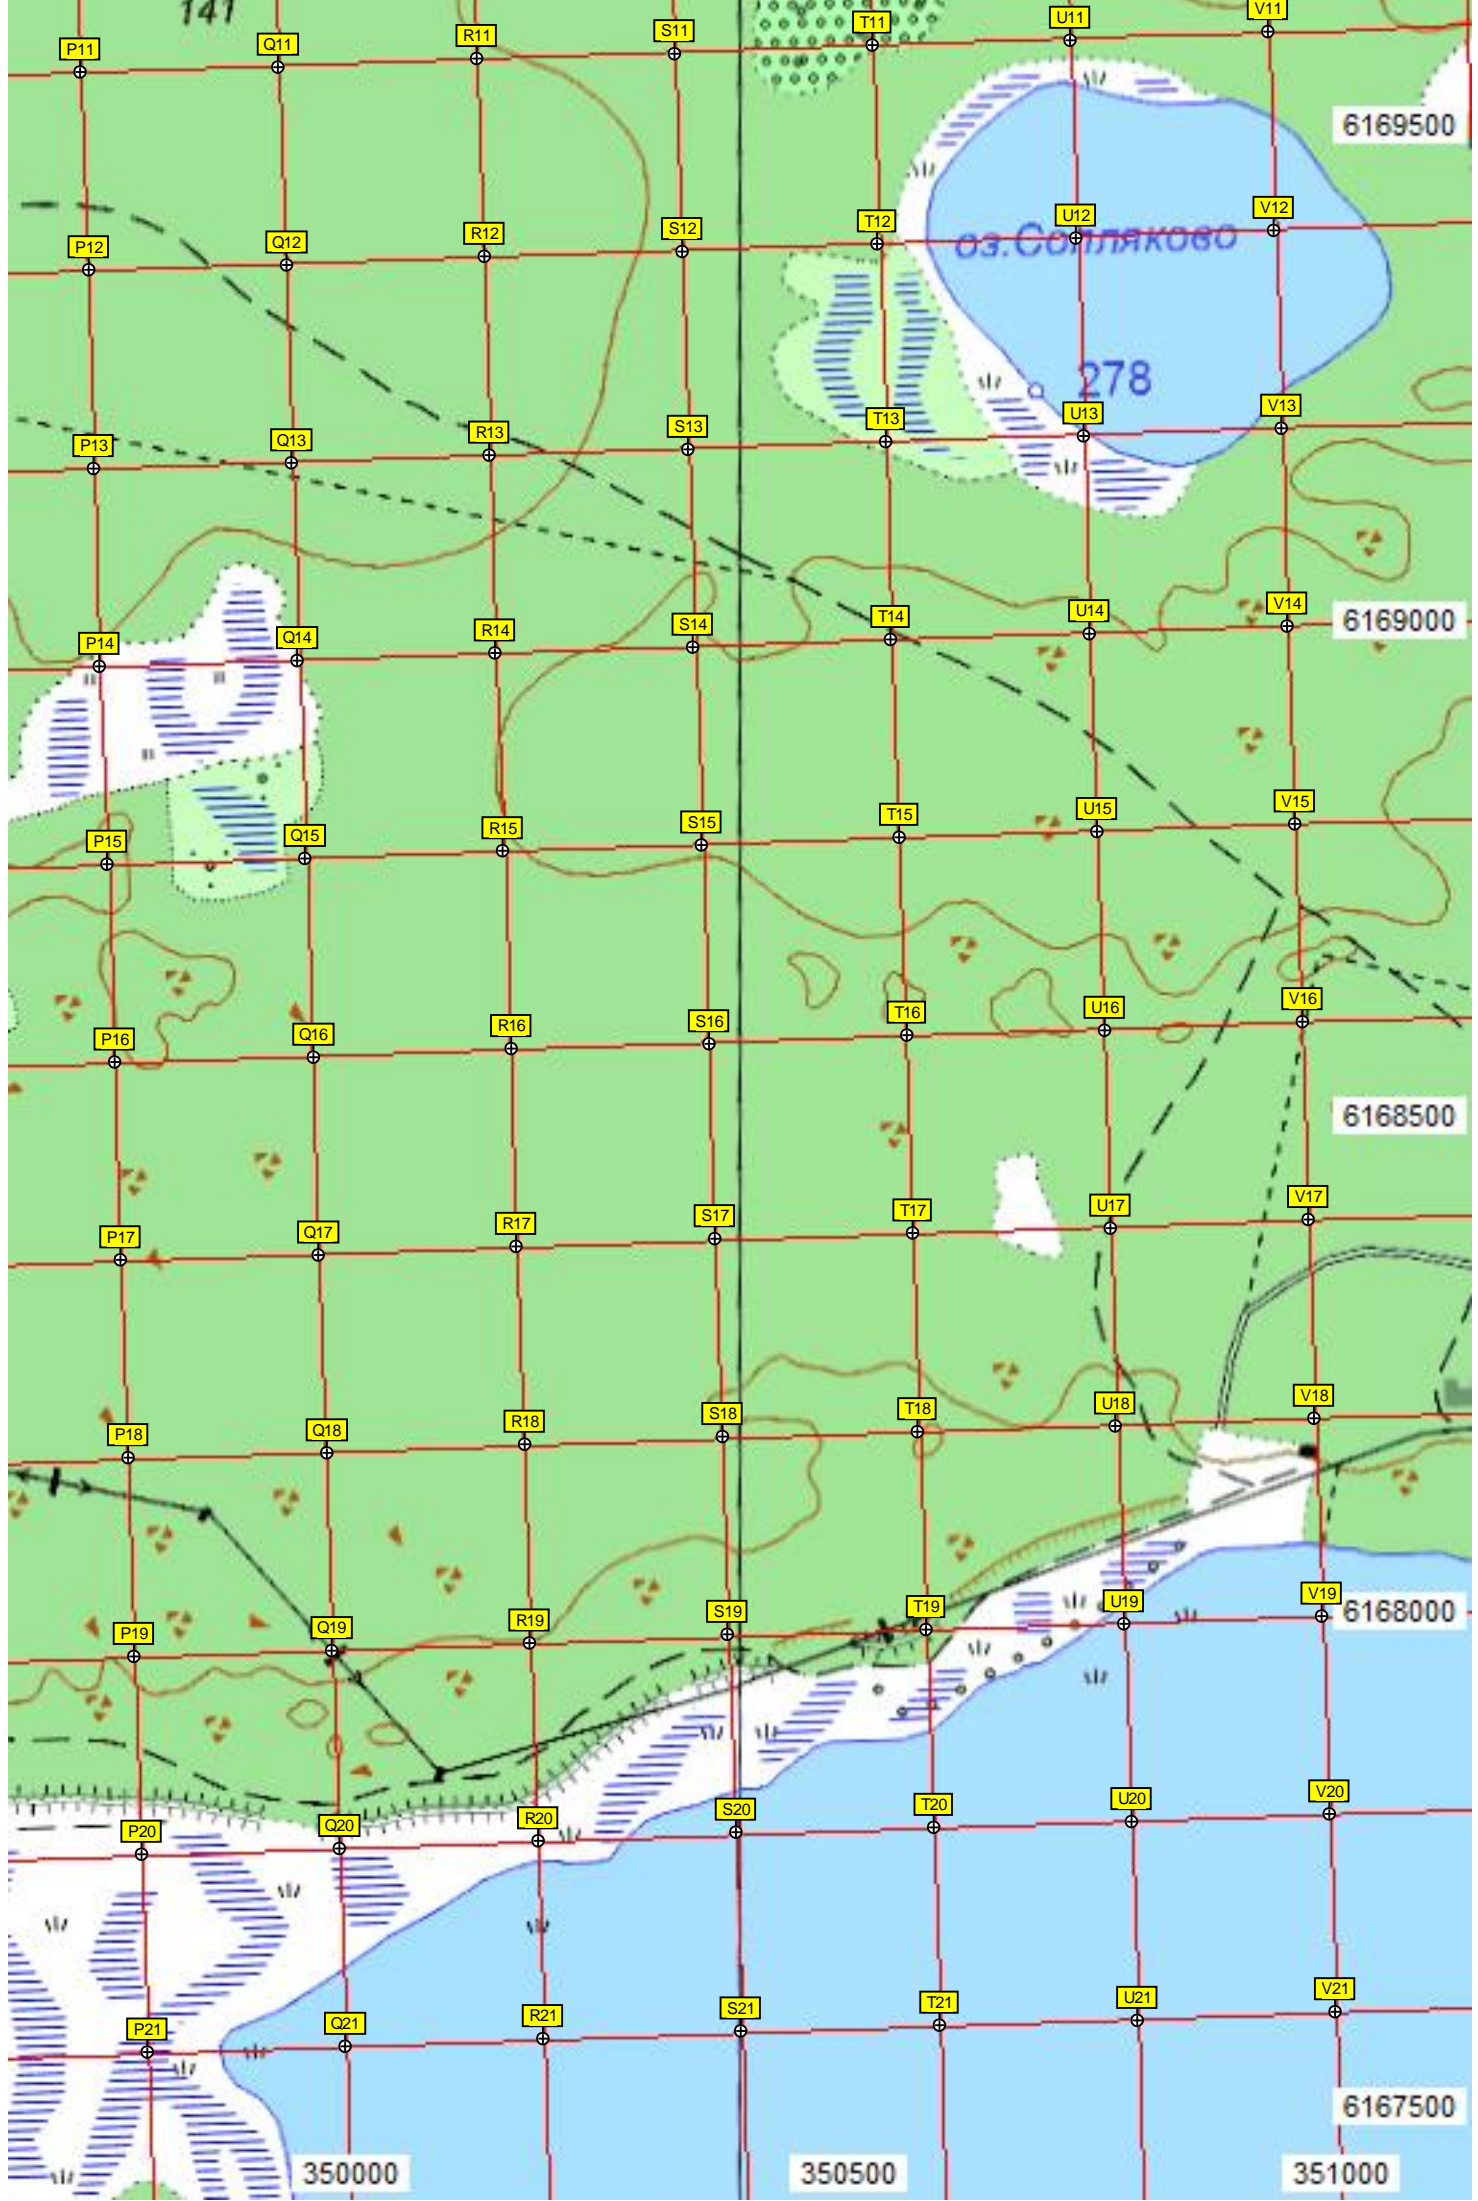 141
P11 Q11 R11 S11 T11 U11 V11
6169500
P12 Q12 R12 S12 T12 U12 V12
оз.Сопляково
278
P13 Q13 R13 S13 T13 U13 V13
P14 Q14 R14 S14 T14 U14 V14
6169000
P15 Q15 R15 S15 T15 U15 V15
P16 Q16 R16 S16 T16 U16 V16
6168500
P17 Q17 R17 S17 T17 U17 V17
P18 Q18 R18 S18 T18 U18 V18
P19 Q19 R19 S19 T19 U19 V19
6168000
P20 Q20 R20 S20 T20 U20 V20
P21 Q21 R21 S21 T21 U21 V21
6167500
350000 350500 351000